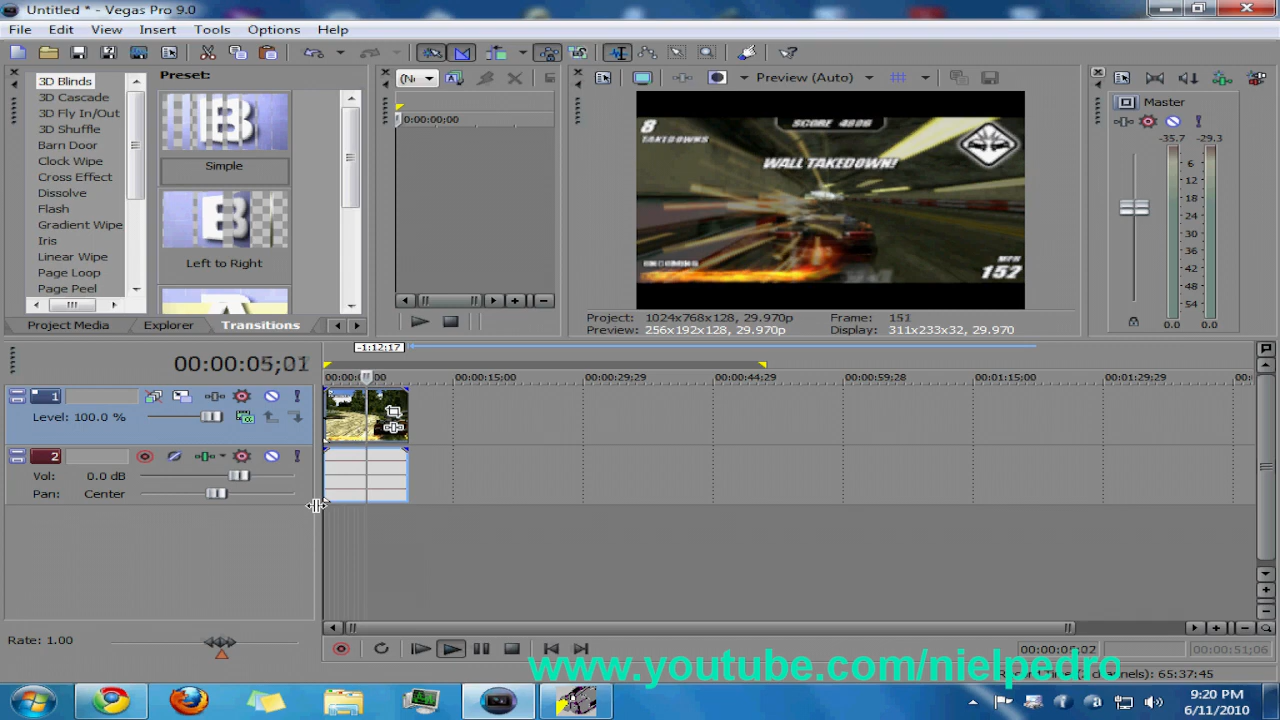 Untitled * - Vegas Pro 9.0
File Edit View Insert Tools Options Help
3D Blinds
3D Cascade
3D Fly In/Out
3D Shuffle
Barn Door
Clock Wipe
Cross Effect
Dissolve
Flash
Gradient Wipe
Iris
Linear Wipe
Page Loop
Page Peel
Preset:
Simple
Left to Right
Project Media Explorer Transitions
0:00:00;00
Preview (Auto)
8
TAKEDOWNS
SCORE 4806
WALL TAKEDOWN!
MPH
152
Project: 1024x768x128, 29.970p Frame: 151
Preview: 256x192x128, 29.970p Display: 311x233x32, 29.970
Master
-35.7 -29.3
6
12
18
24
30
36
42
48
54
0.0 0.0
00:00:05;01
-1:12:17
00:00:15;00 00:00:29;29 00:00:44;29 00:00:59;28 00:01:15;00 00:01:29;29
1
Level: 100.0 %
2
Vol: 0.0 dB
Pan: Center
Rate: 1.00
00:00:05;02 00:00:51;06
www.youtube.com/nielpedro
channels): 65:37:45
9:20 PM
6/11/2010